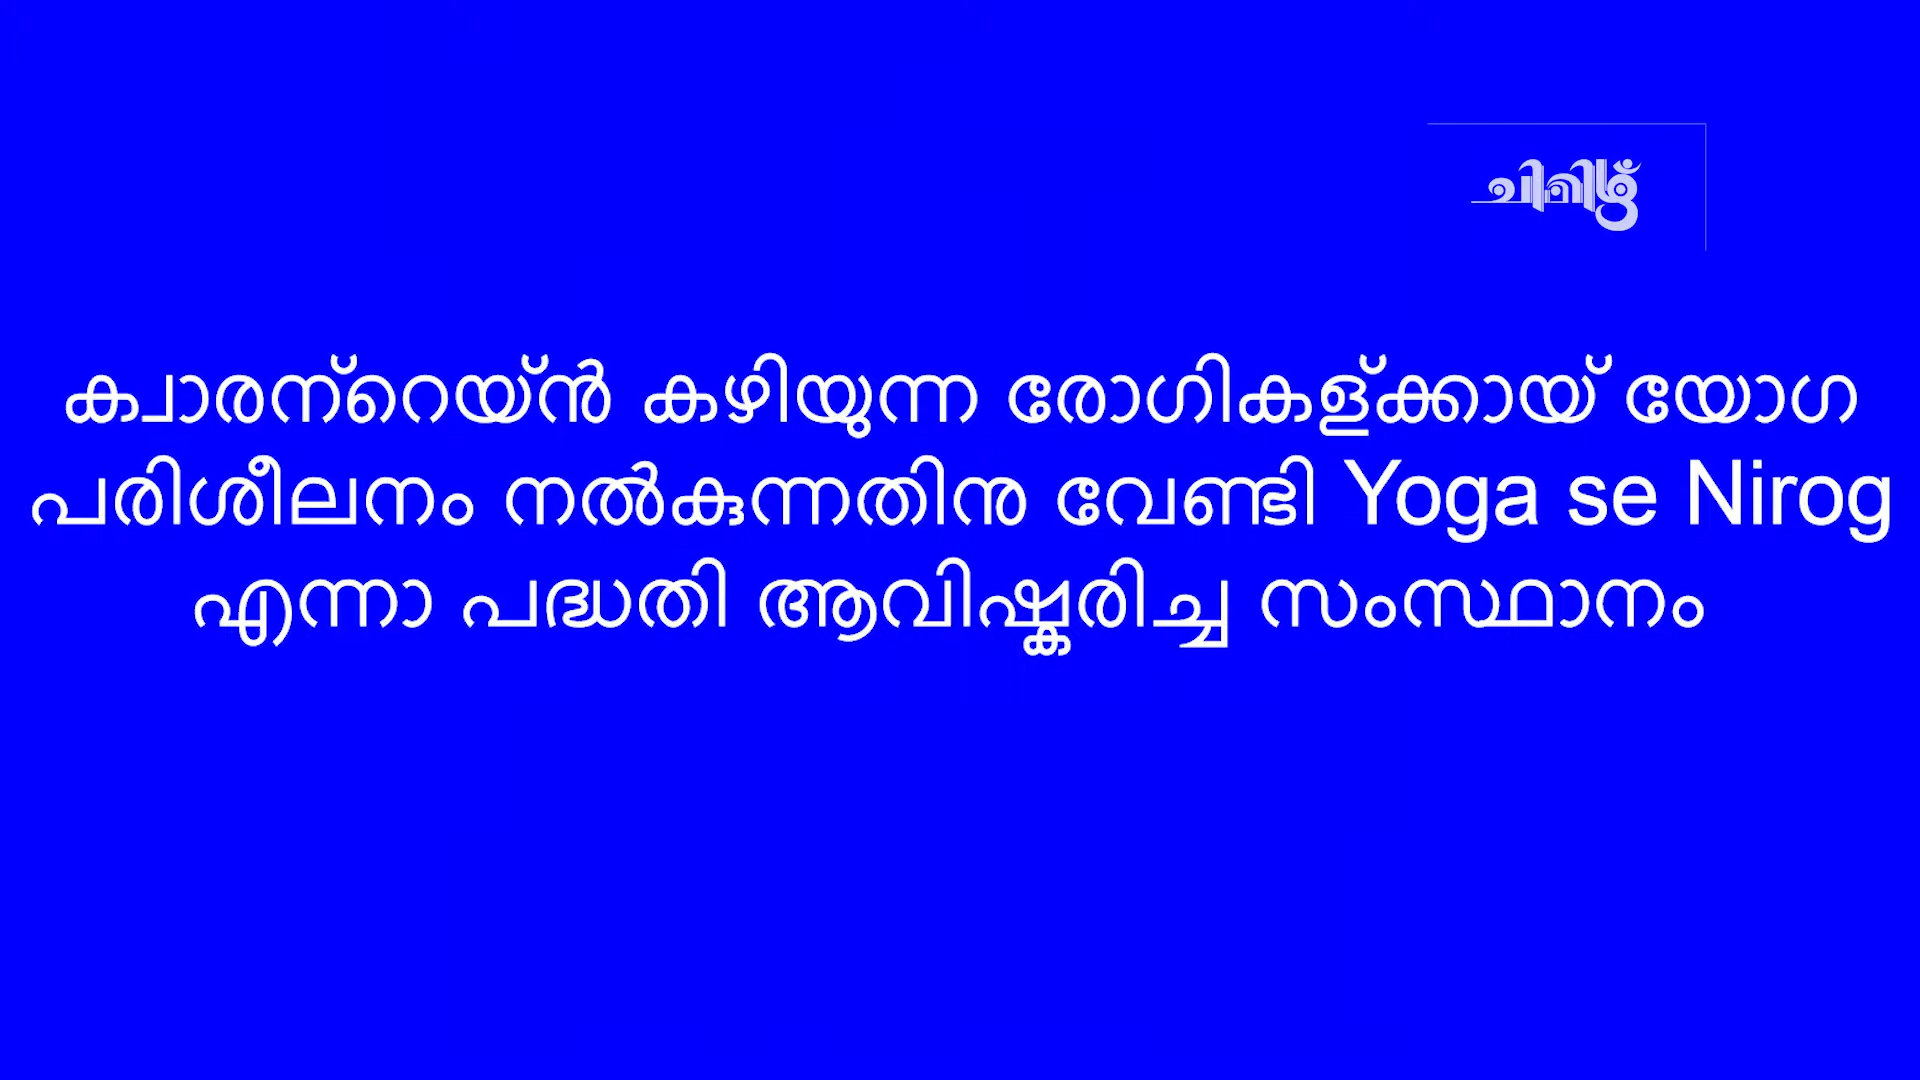 ചിമിഴ്
ക്വാരന്റെയ്ൻ കഴിയുന്ന രോഗികള്ക്കായ് യോഗ
പരിശീലനം നൽകുന്നതിനു വേണ്ടി Yoga se Nirog
എന്നാ പദ്ധതി ആവിഷ്കരിച്ച സംസ്ഥാനം